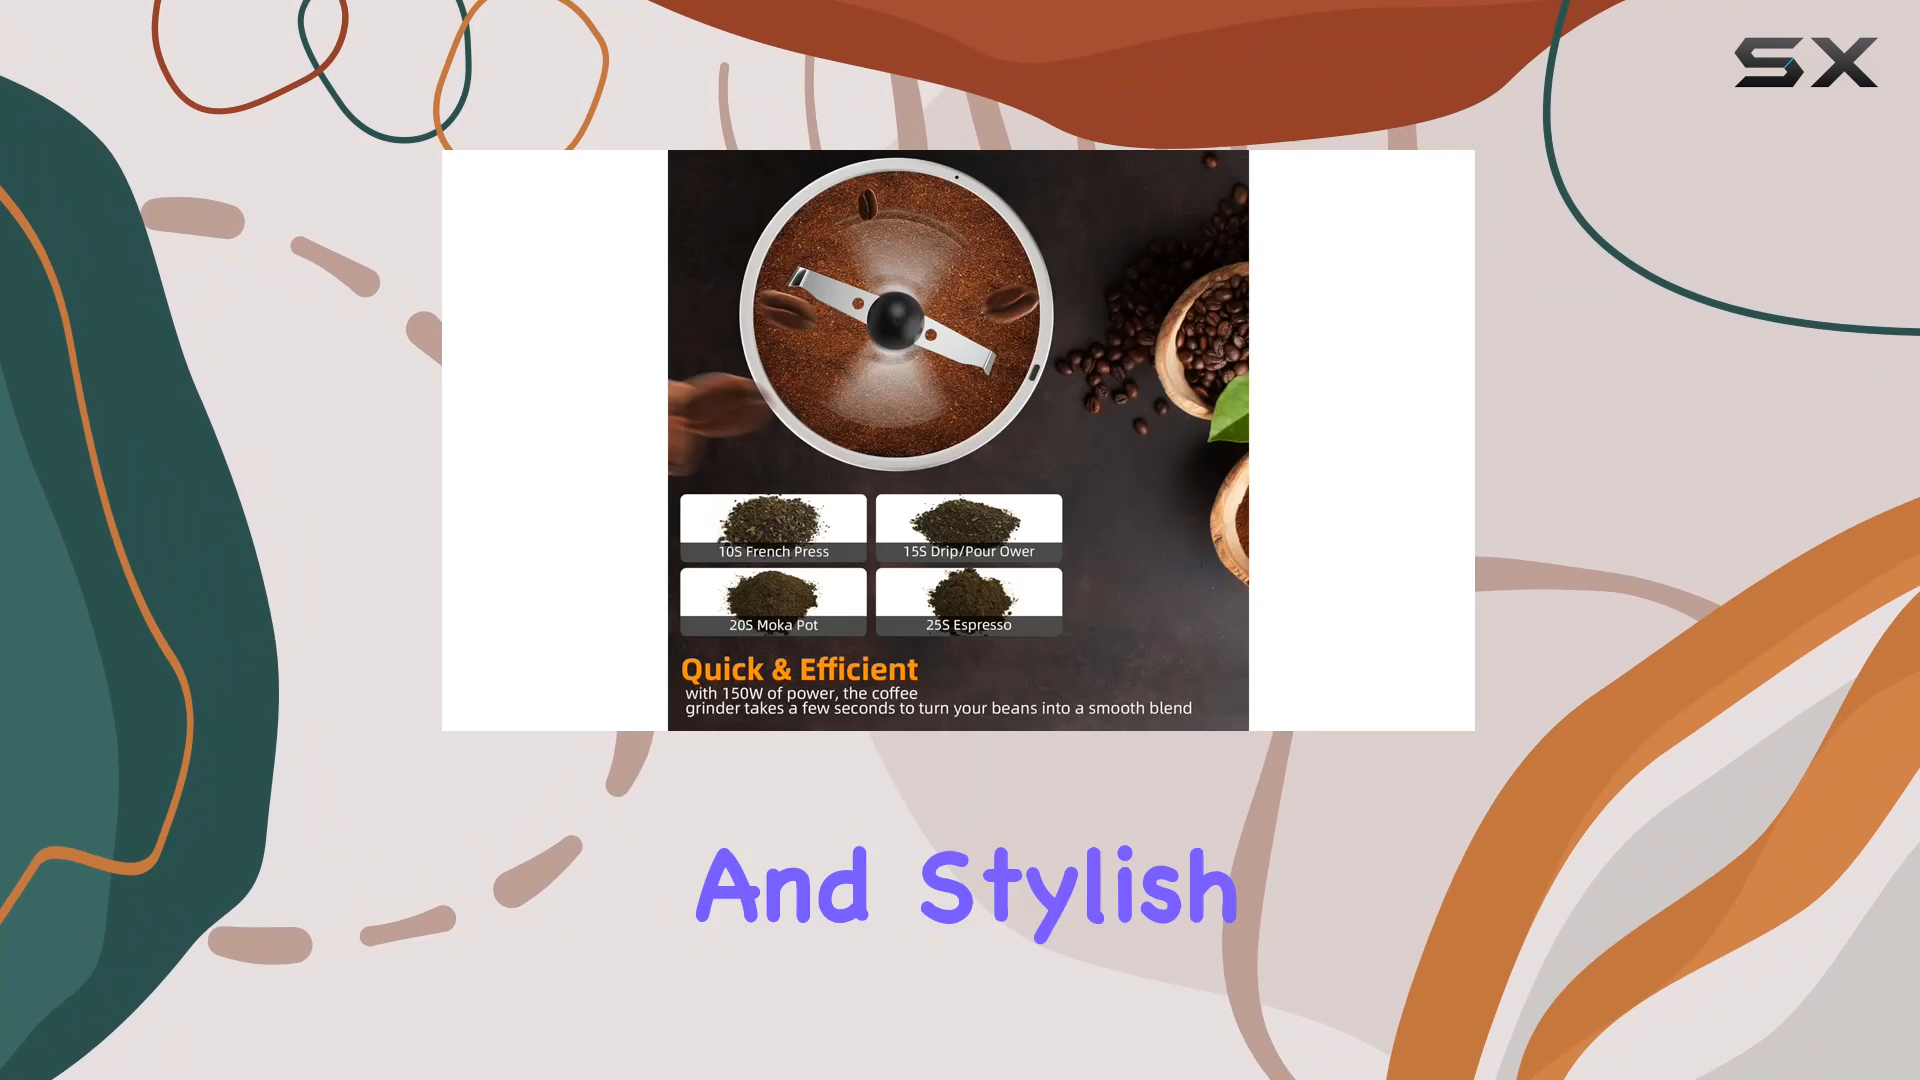 SX
10S French Press
15S Drip/Pour Ower
20S Moka Pot
25S Espresso
Quick & Efficient
with 150W of power, the coffee
grinder takes a few seconds to turn your beans into a smooth blend
And Stylish